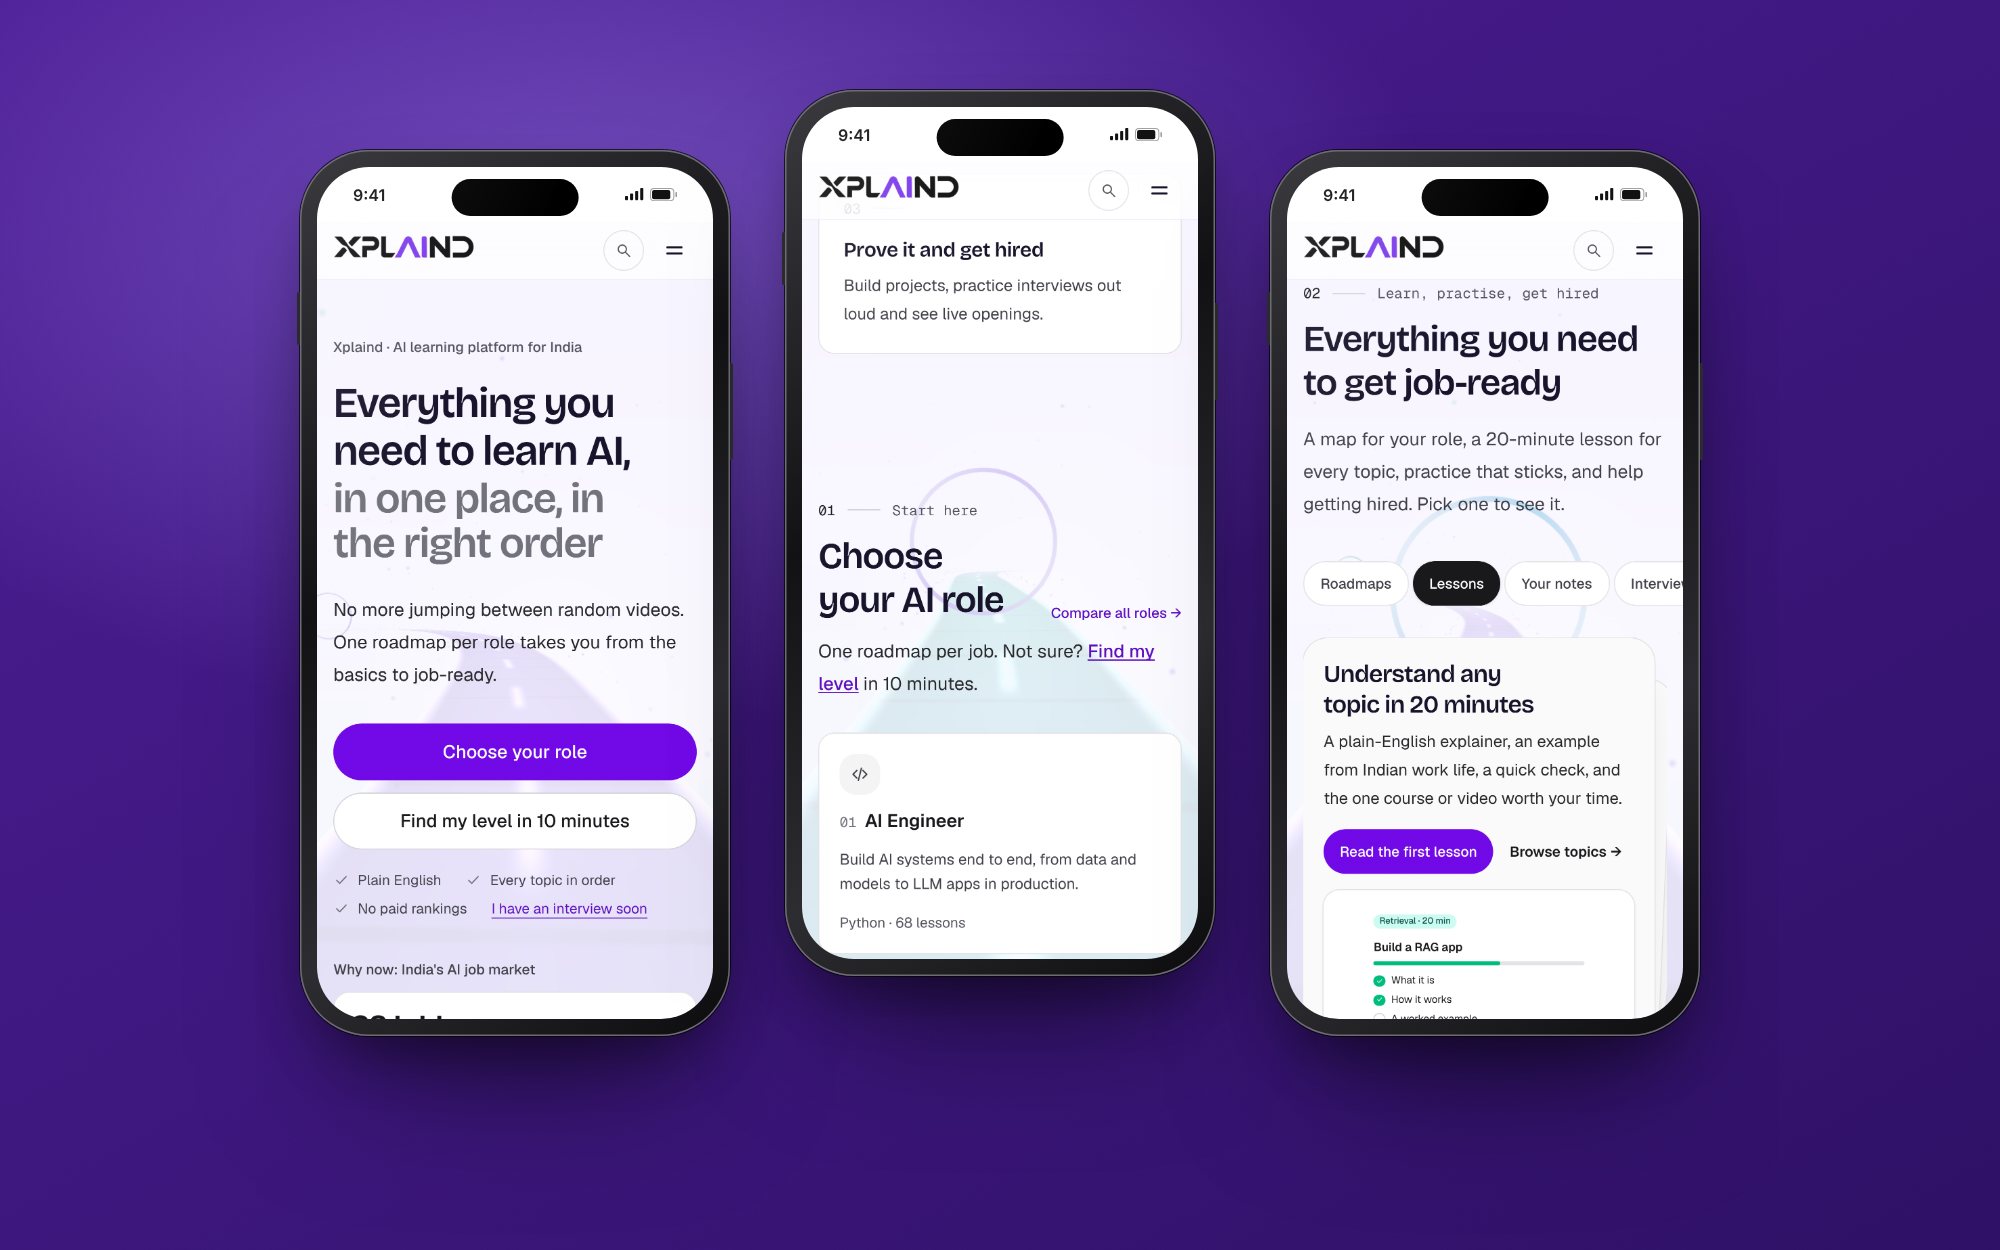 9:41
XPLAIND
Xplaind · AI learning platform for India
Everything you
need to learn AI,
in one place, in
the right order
No more jumping between random videos.
One roadmap per role takes you from the
basics to job-ready.
Choose your role
Find my level in 10 minutes
Plain English
Every topic in order
No paid rankings
I have an interview soon
Why now: India's AI job market
9:41
XPLAIND
03
Prove it and get hired
Build projects, practice interviews out
loud and see live openings.
01
Start here
Choose
your AI role
Compare all roles →
One roadmap per job. Not sure? Find my
level in 10 minutes.
01 AI Engineer
Build AI systems end to end, from data and
models to LLM apps in production.
Python · 68 lessons
9:41
XPLAIND
02
Learn, practise, get hired
Everything you need
to get job-ready
A map for your role, a 20-minute lesson for
every topic, practice that sticks, and help
getting hired. Pick one to see it.
Roadmaps
Lessons
Your notes
Understand any
topic in 20 minutes
A plain-English explainer, an example
from Indian work life, a quick check, and
the one course or video worth your time.
Read the first lesson
Browse topics →
Retrieval · 20 min
Build a RAG app
What it is
How it works
A worked example